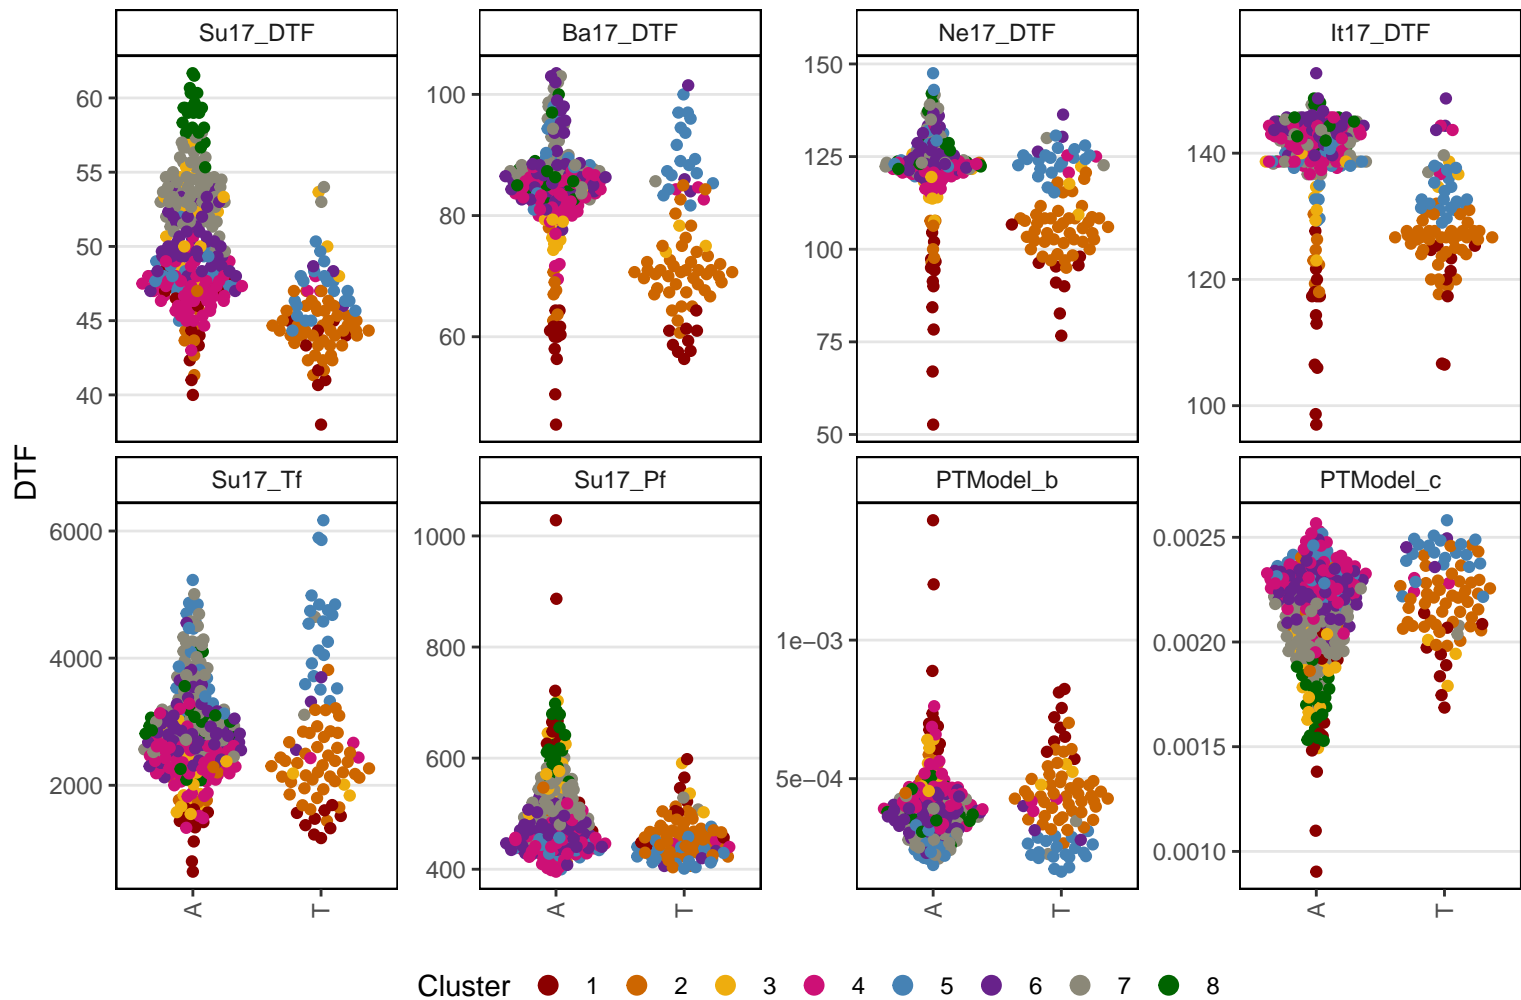 Su17_DTF
Ba17_DTF
Ne17_DTF
It17_DTF
60
55
50
45
40
100
80
60
150
125
100
75
50
140
120
100
DTF
Su17_Tf
Su17_Pf
PTModel_b
PTModel_c
6000
4000
2000
1000
800
600
400
1e−03
5e−04
0.0025
0.0020
0.0015
0.0010
A
T
A
T
A
T
A
T
Cluster 1 2 3 4 5 6 7 8